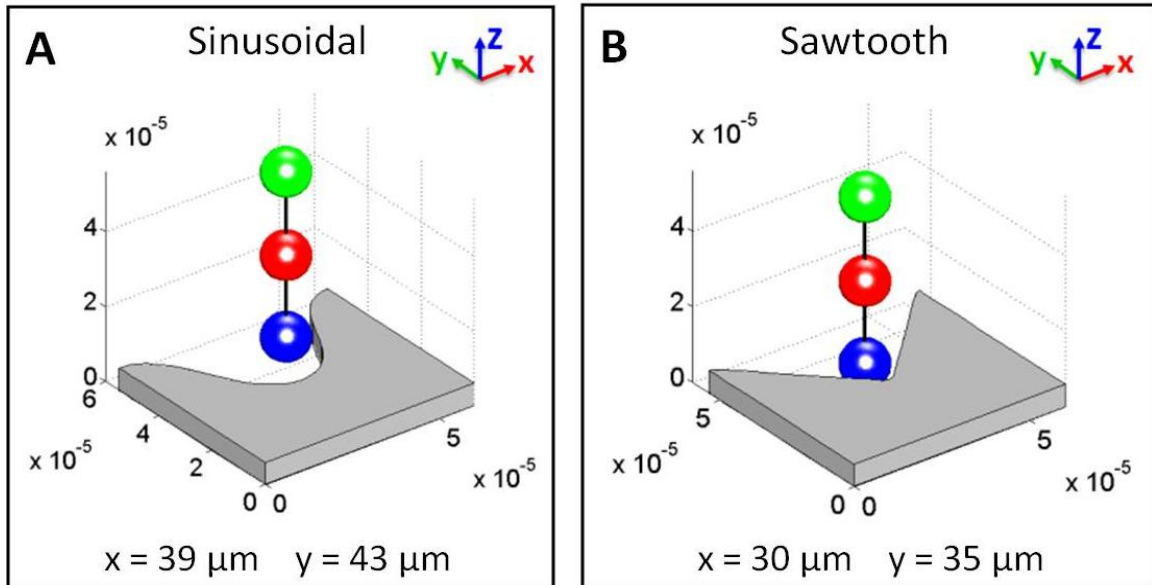 A
Sinusoidal
z
y
x
x 10⁻⁵
4
2
0
6
4
2
0
0
5
x 10⁻⁵
x 10⁻⁵
x = 39 µm y = 43 µm
B
Sawtooth
z
y
x
x 10⁻⁵
4
2
0
5
0
0
5
x 10⁻⁵
x 10⁻⁵
x = 30 µm y = 35 µm